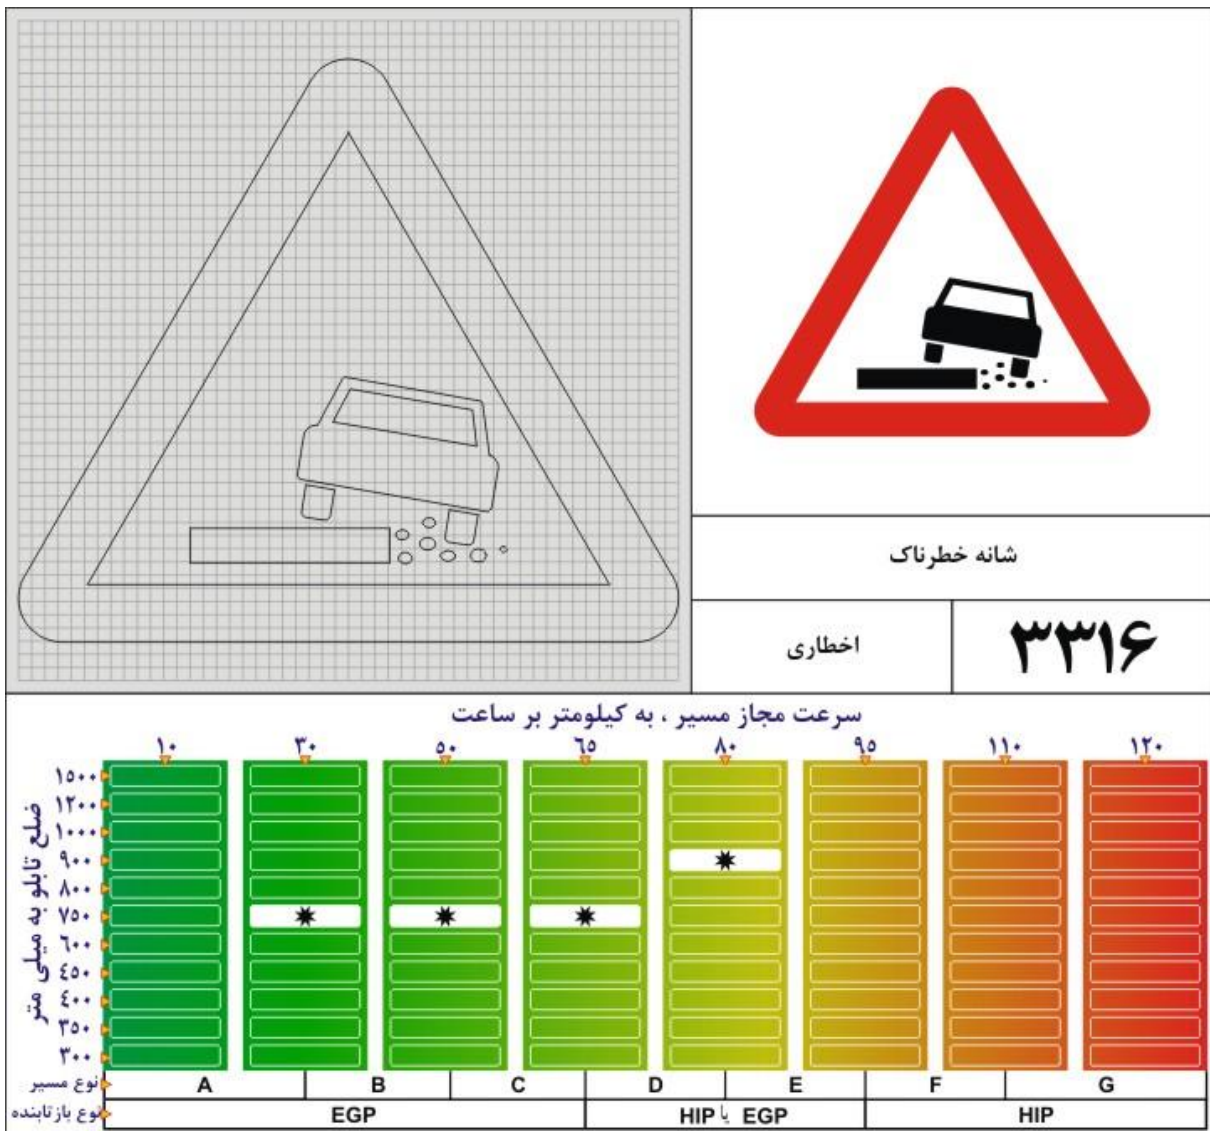 شانه خطرناک
اخطاری
۳۳۱۶
سرعت مجاز مسیر ، به کیلومتر بر ساعت
۱۰ ۳۰ ۵۰ ۶۵ ۸۰ ۹۵ ۱۱۰ ۱۲۰
ضلع تابلو به میلی متر
۱۵۰۰
۱۲۰۰
۱۰۰۰
۹۰۰
۸۰۰
۷۵۰
۶۰۰
۴۵۰
۴۰۰
۳۵۰
۳۰۰
نوع مسیر A B C D E F G
نوع بازتابنده EGP HIP یا EGP HIP